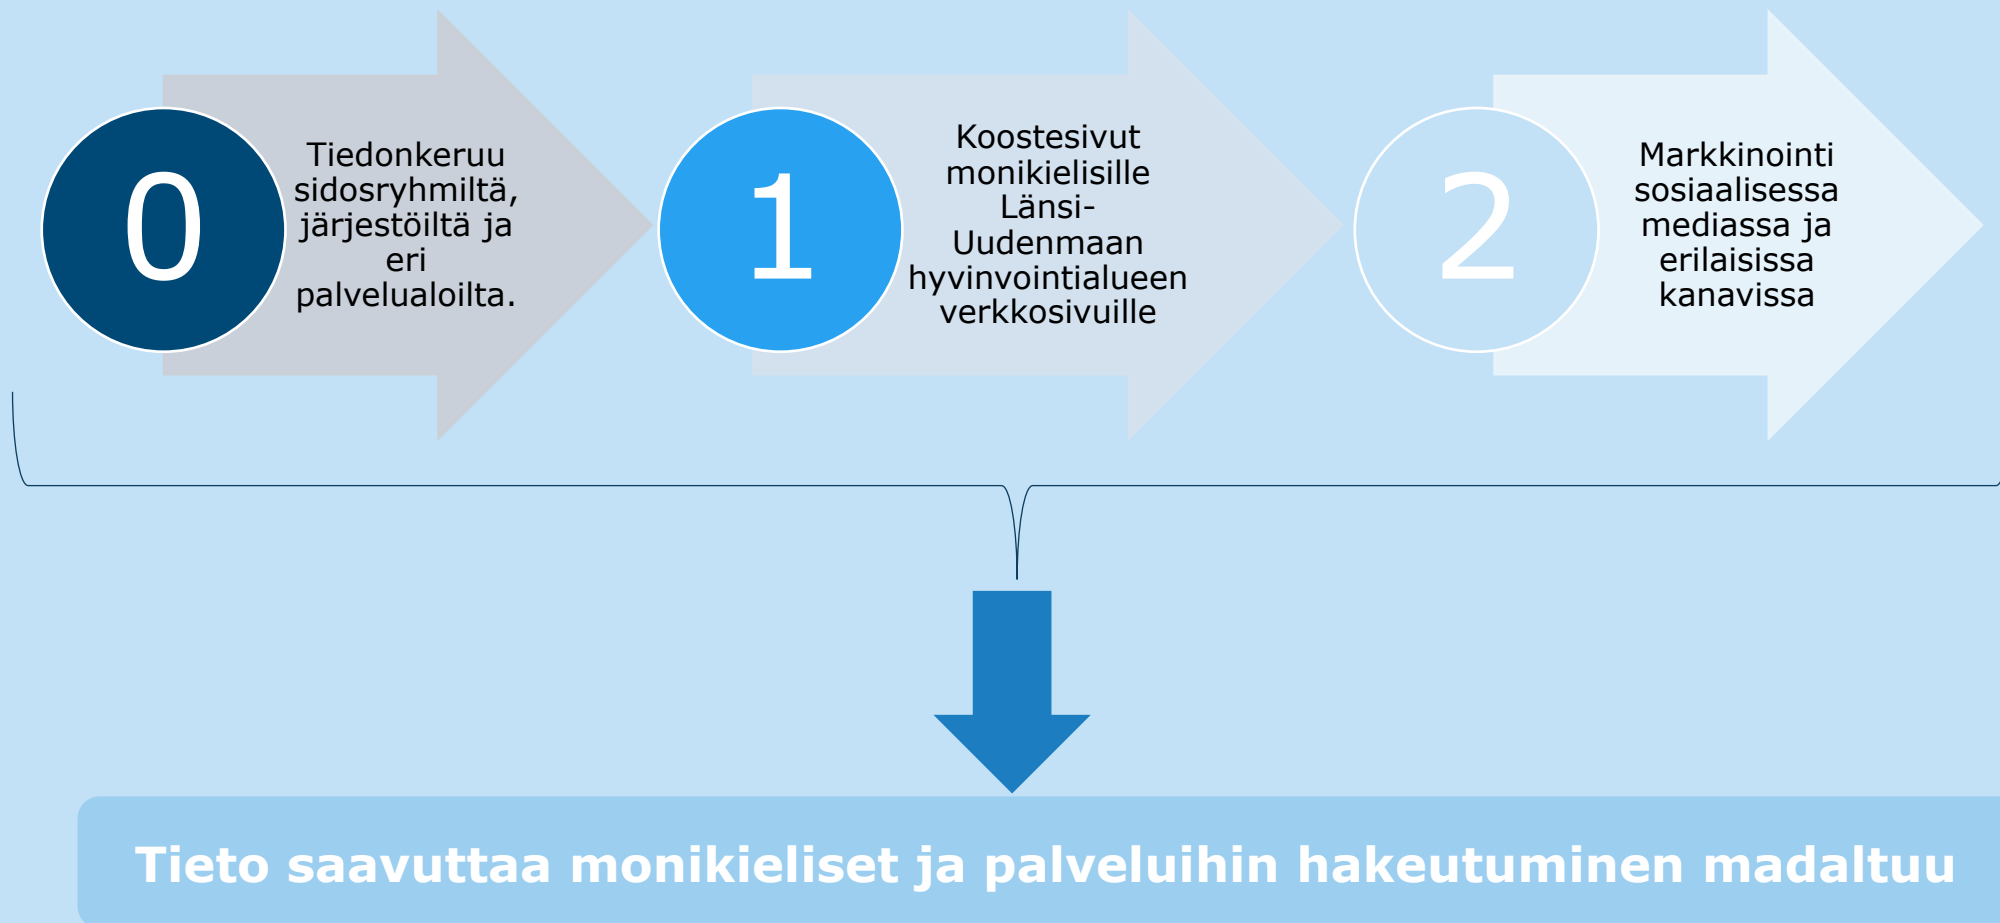 0
Tiedonkeruu
sidosryhmiltä,
järjestöiltä ja
eri
palvelualoilta.
1
Koostesivut
monikielisille
Länsi-
Uudenmaan
hyvinvointialueen
verkkosivuille
2
Markkinointi
sosiaalisessa
mediassa ja
erilaisissa
kanavissa
Tieto saavuttaa monikieliset ja palveluihin hakeutuminen madaltuu